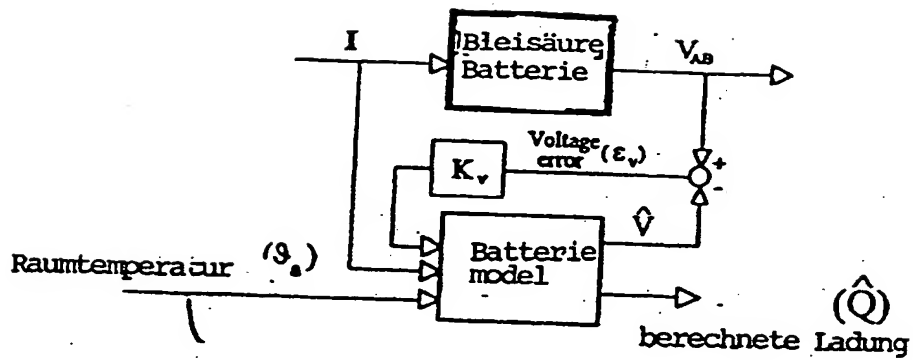 I
Bleisäure
Batterie
V_AB
Voltage
error (ε_v)
+
-
K_v
V̂
Batterie
model
Raumtemperatur (ϑ_a)
(Q̂)
berechnete Ladung